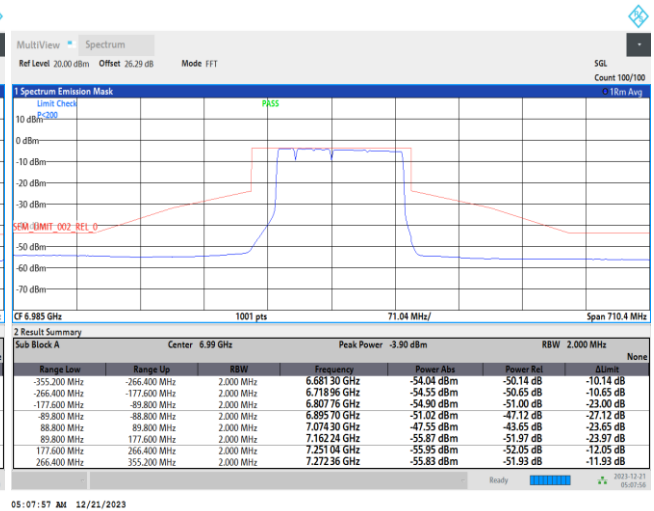 MultiView Spectrum
Ref Level 20.00 dBm Offset 26.29 dB Mode FFT SGL
Count 100/100
1 Spectrum Emission Mask 1Rm Avg
Limit Check PASS
P<200
10 dBm
0 dBm
-10 dBm
-20 dBm
-30 dBm
SEM_LIMIT_002_REL_0
-50 dBm
-60 dBm
-70 dBm
CF 6.985 GHz 1001 pts 71.04 MHz/ Span 710.4 MHz
2 Result Summary
Sub Block A Center 6.99 GHz Peak Power -3.90 dBm RBW 2.000 MHz
None
Range Low Range Up RBW Frequency Power Abs Power Rel ΔLimit
-355.200 MHz -266.400 MHz 2.000 MHz 6.681 30 GHz -54.04 dBm -50.14 dB -10.14 dB
-266.400 MHz -177.600 MHz 2.000 MHz 6.718 96 GHz -54.55 dBm -50.65 dB -10.65 dB
-177.600 MHz -89.800 MHz 2.000 MHz 6.807 76 GHz -54.90 dBm -51.00 dB -23.00 dB
-89.800 MHz -88.800 MHz 2.000 MHz 6.895 70 GHz -51.02 dBm -47.12 dB -27.12 dB
88.800 MHz 89.800 MHz 2.000 MHz 7.074 30 GHz -47.55 dBm -43.65 dB -23.65 dB
89.800 MHz 177.600 MHz 2.000 MHz 7.162 24 GHz -55.87 dBm -51.97 dB -23.97 dB
177.600 MHz 266.400 MHz 2.000 MHz 7.251 04 GHz -55.95 dBm -52.05 dB -12.05 dB
266.400 MHz 355.200 MHz 2.000 MHz 7.272 36 GHz -55.83 dBm -51.93 dB -11.93 dB
Ready 2023-12-21
05:07:56
05:07:57 AM 12/21/2023